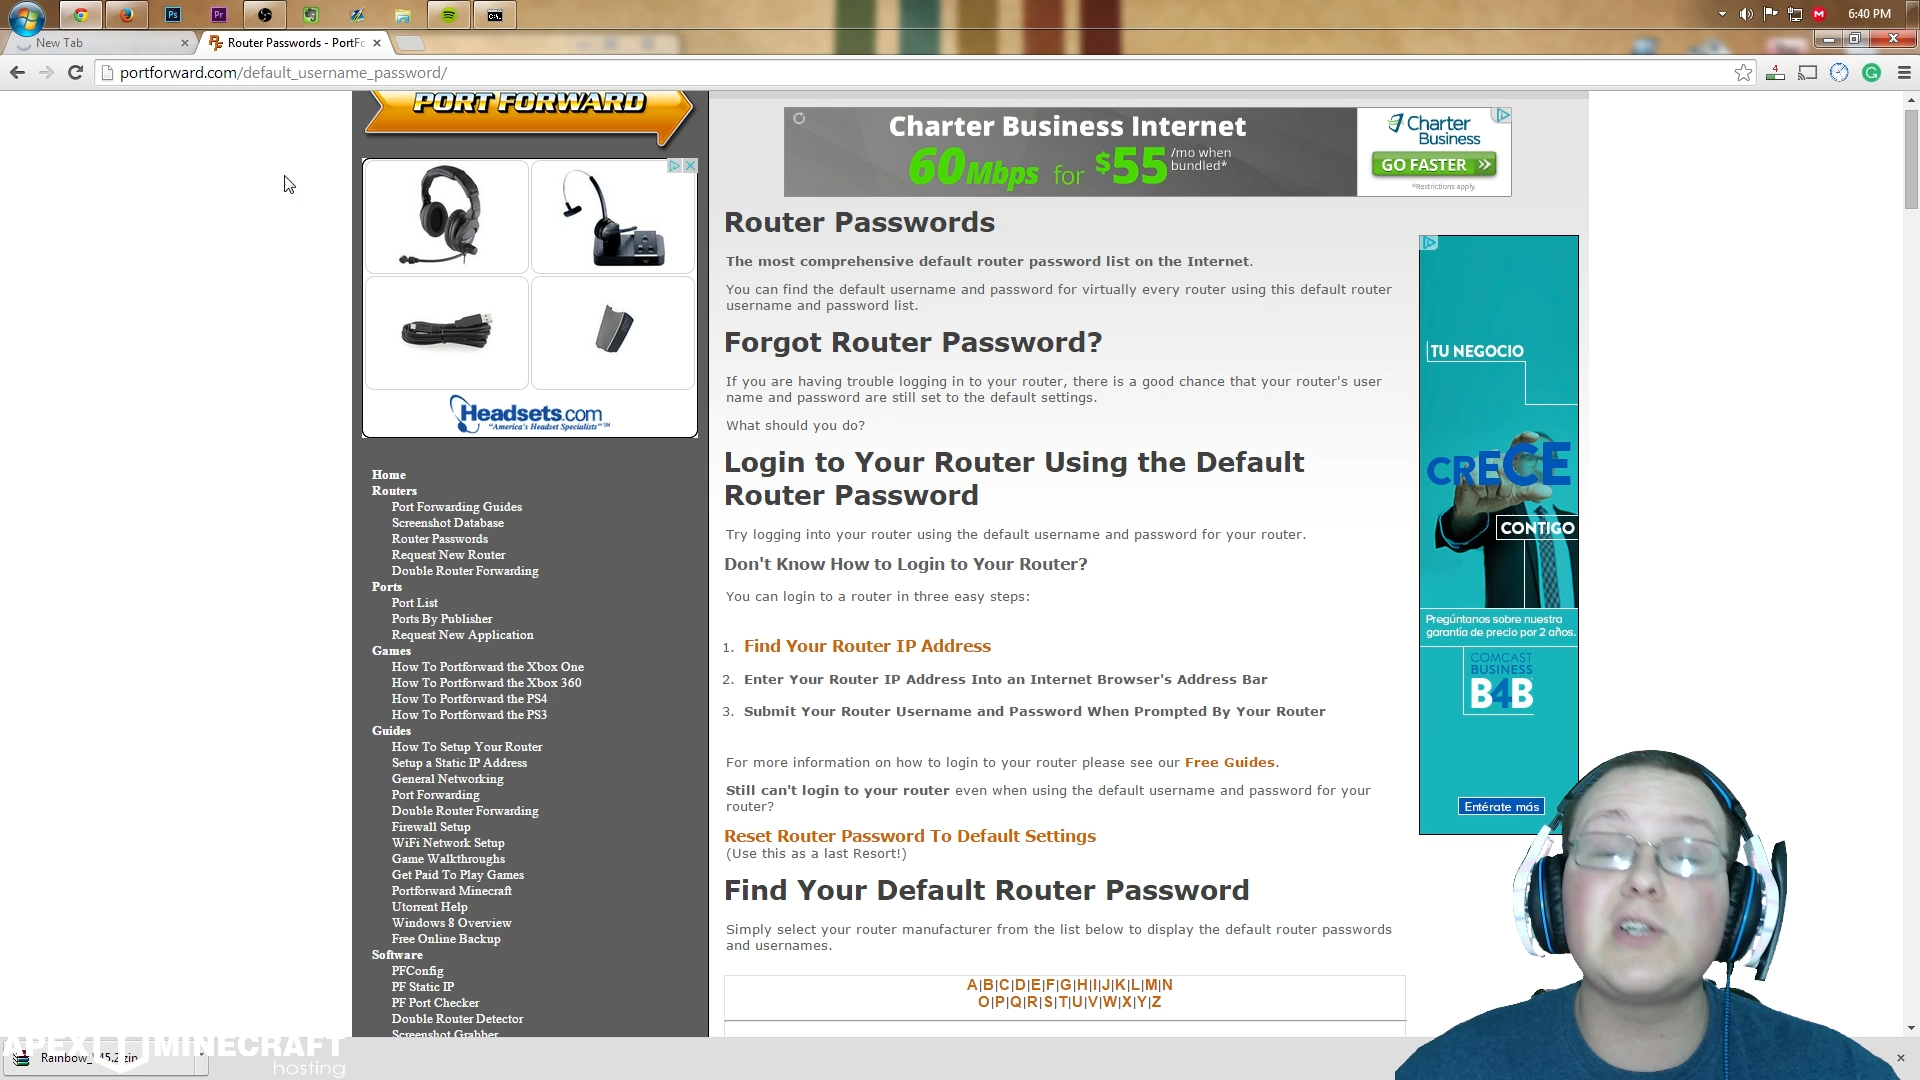 6:40 PM
New Tab
Router Passwords - PortFo
portforward.com/default_username_password/
4
PORT FORWARD
Headsets.com
"America's Headset Specialists"℠
Home
Routers
Port Forwarding Guides
Screenshot Database
Router Passwords
Request New Router
Double Router Forwarding
Ports
Port List
Ports By Publisher
Request New Application
Games
How To Portforward the Xbox One
How To Portforward the Xbox 360
How To Portforward the PS4
How To Portforward the PS3
Guides
How To Setup Your Router
Setup a Static IP Address
General Networking
Port Forwarding
Double Router Forwarding
Firewall Setup
WiFi Network Setup
Game Walkthroughs
Get Paid To Play Games
Portforward Minecraft
Utorrent Help
Windows 8 Overview
Free Online Backup
Software
PFConfig
PF Static IP
PF Port Checker
Double Router Detector
Screenshot Grabber
Charter Business Internet
60Mbps for $55 /mo when bundled*
Charter
Business
GO FASTER
*Restrictions apply.
Router Passwords
The most comprehensive default router password list on the Internet.
You can find the default username and password for virtually every router using this default router
username and password list.
Forgot Router Password?
If you are having trouble logging in to your router, there is a good chance that your router's user
name and password are still set to the default settings.
What should you do?
Login to Your Router Using the Default
Router Password
Try logging into your router using the default username and password for your router.
Don't Know How to Login to Your Router?
You can login to a router in three easy steps:
1. Find Your Router IP Address
2. Enter Your Router IP Address Into an Internet Browser's Address Bar
3. Submit Your Router Username and Password When Prompted By Your Router
For more information on how to login to your router please see our Free Guides.
Still can't login to your router even when using the default username and password for your
router?
Reset Router Password To Default Settings
(Use this as a last Resort!)
Find Your Default Router Password
Simply select your router manufacturer from the list below to display the default router passwords
and usernames.
A|B|C|D|E|F|G|H|I|J|K|L|M|N
O|P|Q|R|S|T|U|V|W|X|Y|Z
TU NEGOCIO
CRECE
CONTIGO
Pregúntanos sobre nuestra
garantía de precio por 2 años.
COMCAST
BUSINESS
B4B
Entérate más
APEX MINECRAFT
hosting